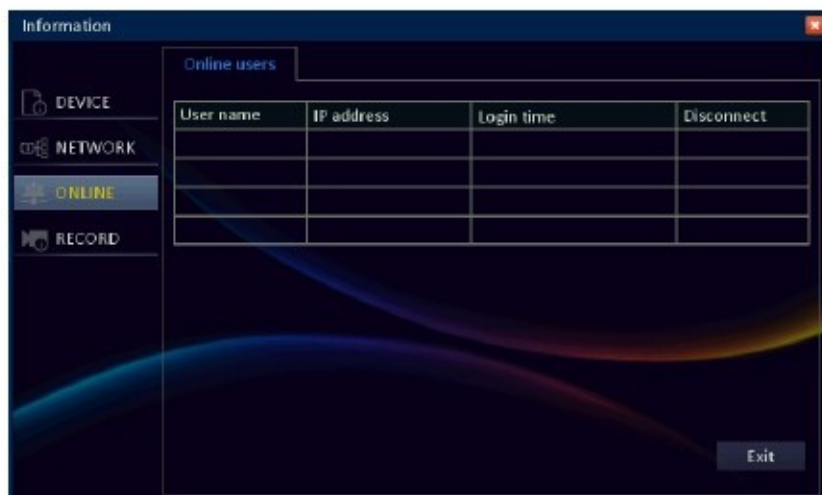 Information
Online users
DEVICE
NETWORK
ONLINE
RECORD
User name IP address Login time Disconnect
Exit